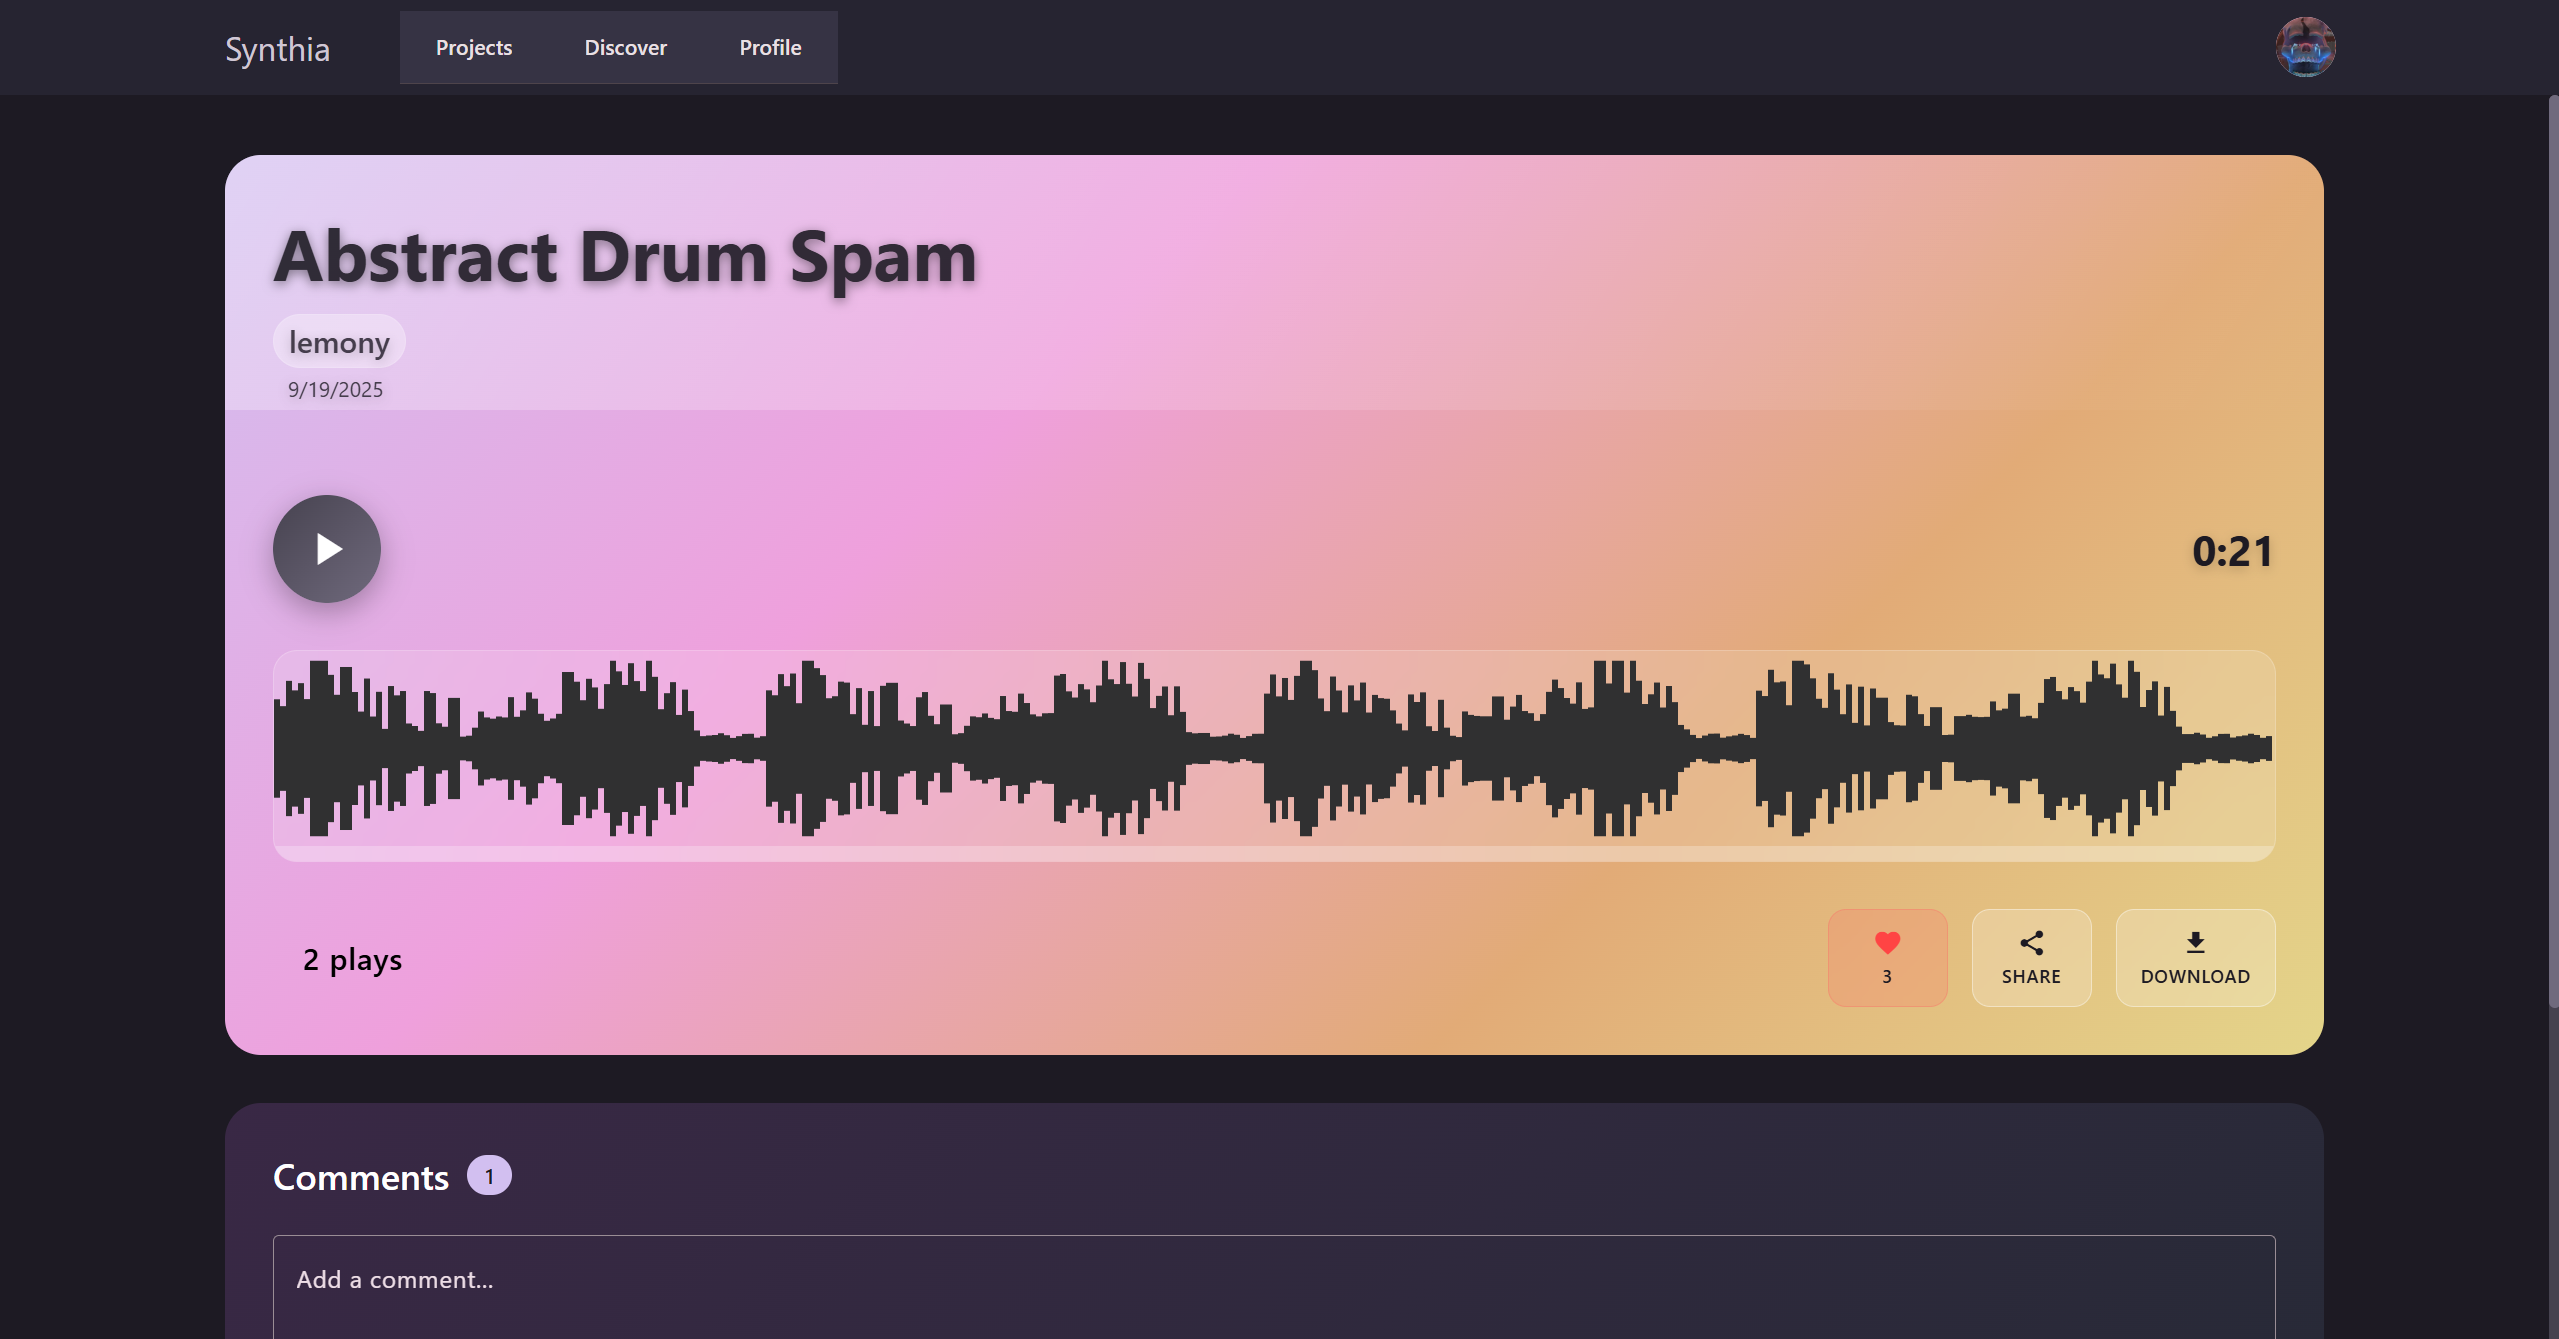 Synthia
Projects
Discover
Profile
Abstract Drum Spam
lemony
9/19/2025
0:21
2 plays
3
SHARE
DOWNLOAD
Comments 1
Add a comment...